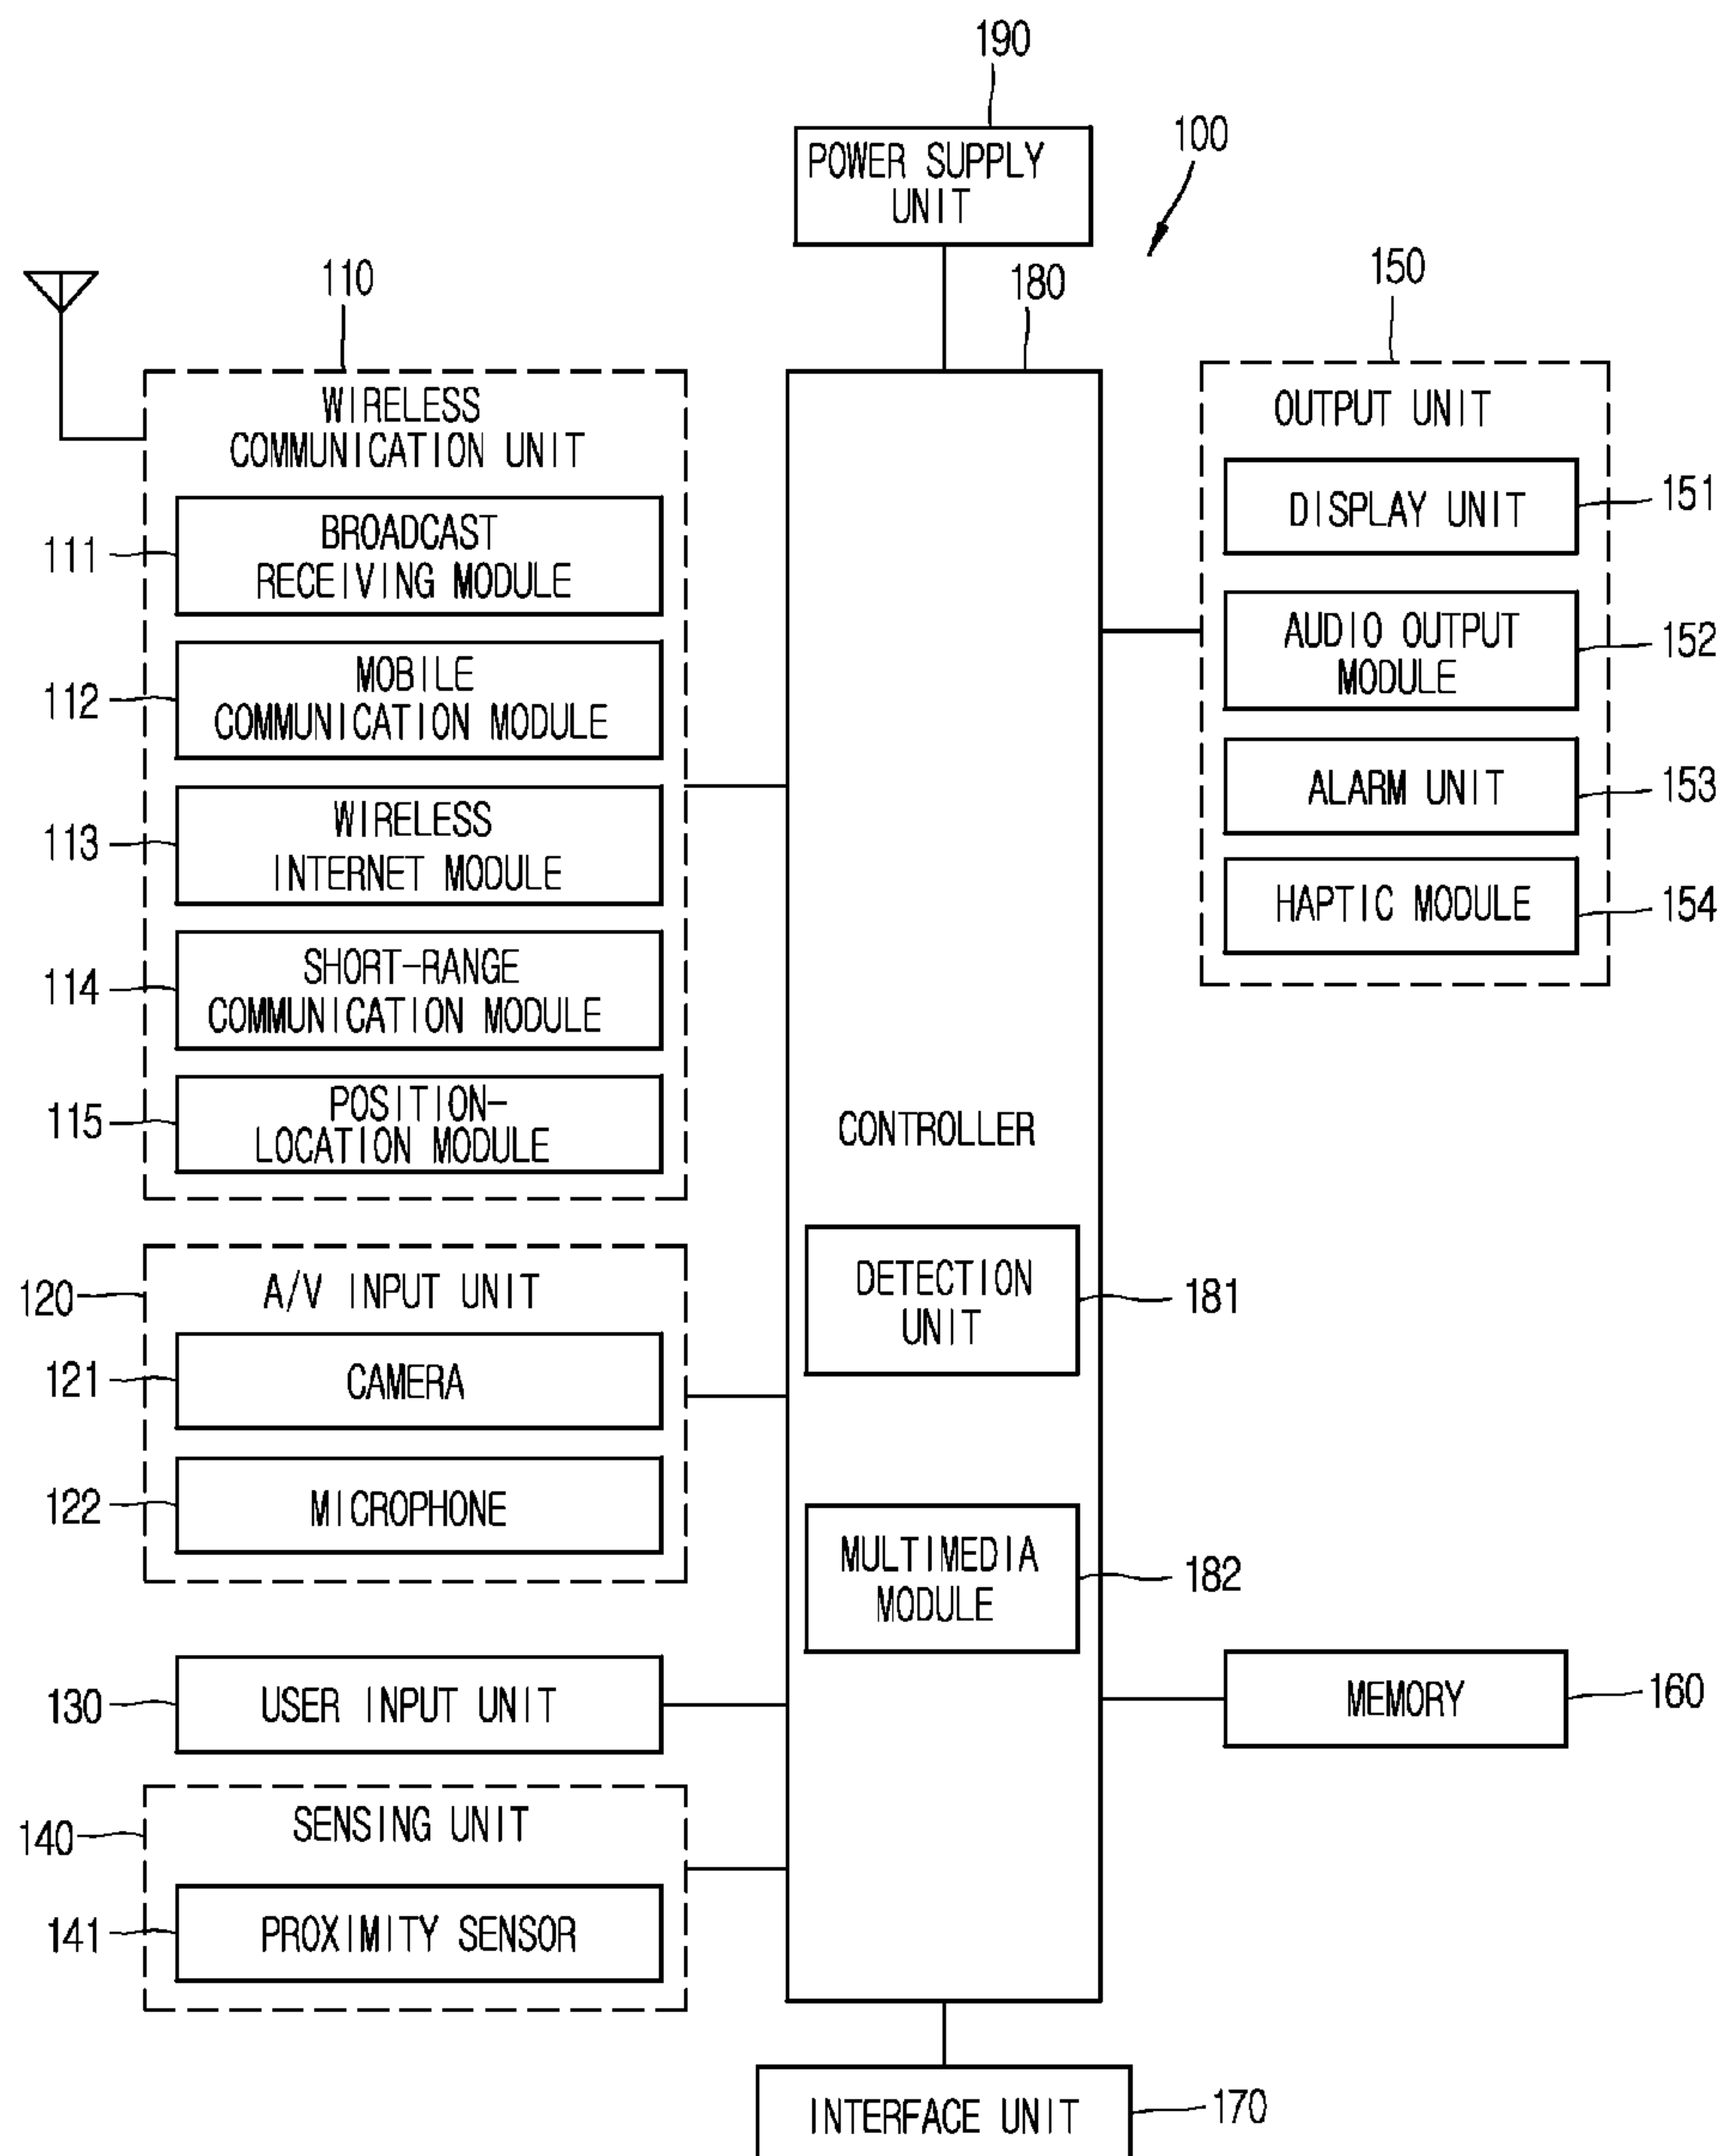 190
POWER SUPPLY
UNIT
100
180
110
WIRELESS
COMMUNICATION UNIT
111
BROADCAST
RECEIVING MODULE
112
MOBILE
COMMUNICATION MODULE
113
WIRELESS
INTERNET MODULE
114
SHORT-RANGE
COMMUNICATION MODULE
115
POSITION-
LOCATION MODULE
120
A/V INPUT UNIT
121
CAMERA
122
MICROPHONE
130
USER INPUT UNIT
140
SENSING UNIT
141
PROXIMITY SENSOR
CONTROLLER
DETECTION
UNIT
181
MULTIMEDIA
MODULE
182
150
OUTPUT UNIT
DISPLAY UNIT
151
AUDIO OUTPUT
MODULE
152
ALARM UNIT
153
HAPTIC MODULE
154
MEMORY
160
INTERFACE UNIT
170